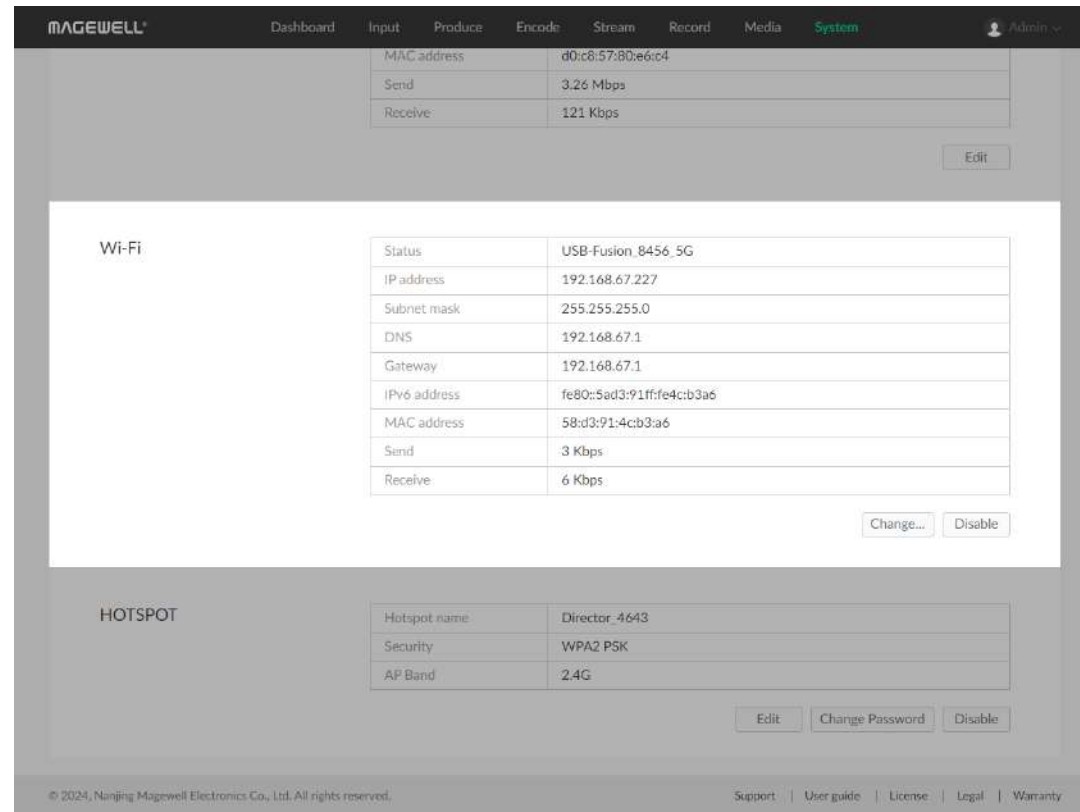 MAGEWELL Dashboard Input Produce Encode Stream Record Media System Admin
MAC address d0:c8:57:80:e6:c4
Send 3.26 Mbps
Receive 121 Kbps
Edit
Wi-Fi
Status USB-Fusion_8456_5G
IP address 192.168.67.227
Subnet mask 255.255.255.0
DNS 192.168.67.1
Gateway 192.168.67.1
IPv6 address fe80::5ad3:91ff:fe4c:b3a6
MAC address 58:d3:91:4c:b3:a6
Send 3 Kbps
Receive 6 Kbps
Change... Disable
HOTSPOT
Hotspot name Director_4643
Security WPA2 PSK
AP Band 2.4G
Edit Change Password Disable
© 2024, Nanjing Magewell Electronics Co., Ltd. All rights reserved. Support | User guide | License | Legal | Warranty